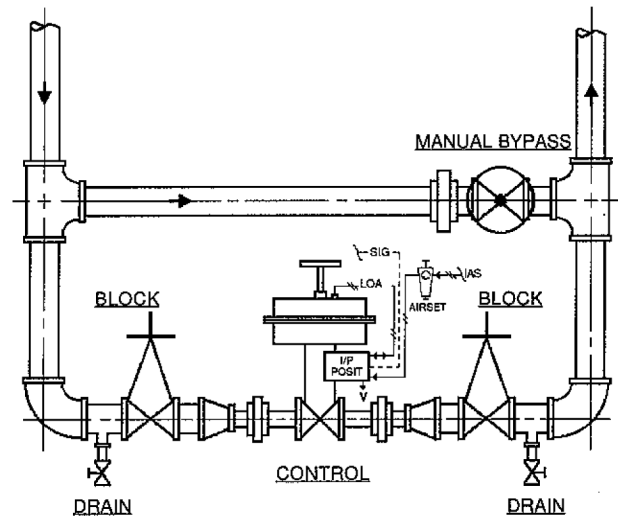 MANUAL BYPASS
SIG
IAS
LOA
AIRSET
BLOCK
BLOCK
I/P
POSIT
V
CONTROL
DRAIN
DRAIN